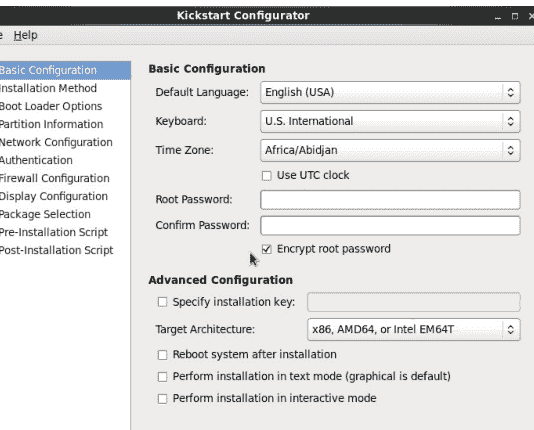 Kickstart Configurator
e Help
Basic Configuration
Installation Method
Boot Loader Options
Partition Information
Network Configuration
Authentication
Firewall Configuration
Display Configuration
Package Selection
Pre-Installation Script
Post-Installation Script
Basic Configuration
Default Language: English (USA)
Keyboard: U.S. International
Time Zone: Africa/Abidjan
Use UTC clock
Root Password:
Confirm Password:
Encrypt root password
Advanced Configuration
Specify installation key:
Target Architecture: x86, AMD64, or Intel EM64T
Reboot system after installation
Perform installation in text mode (graphical is default)
Perform installation in interactive mode